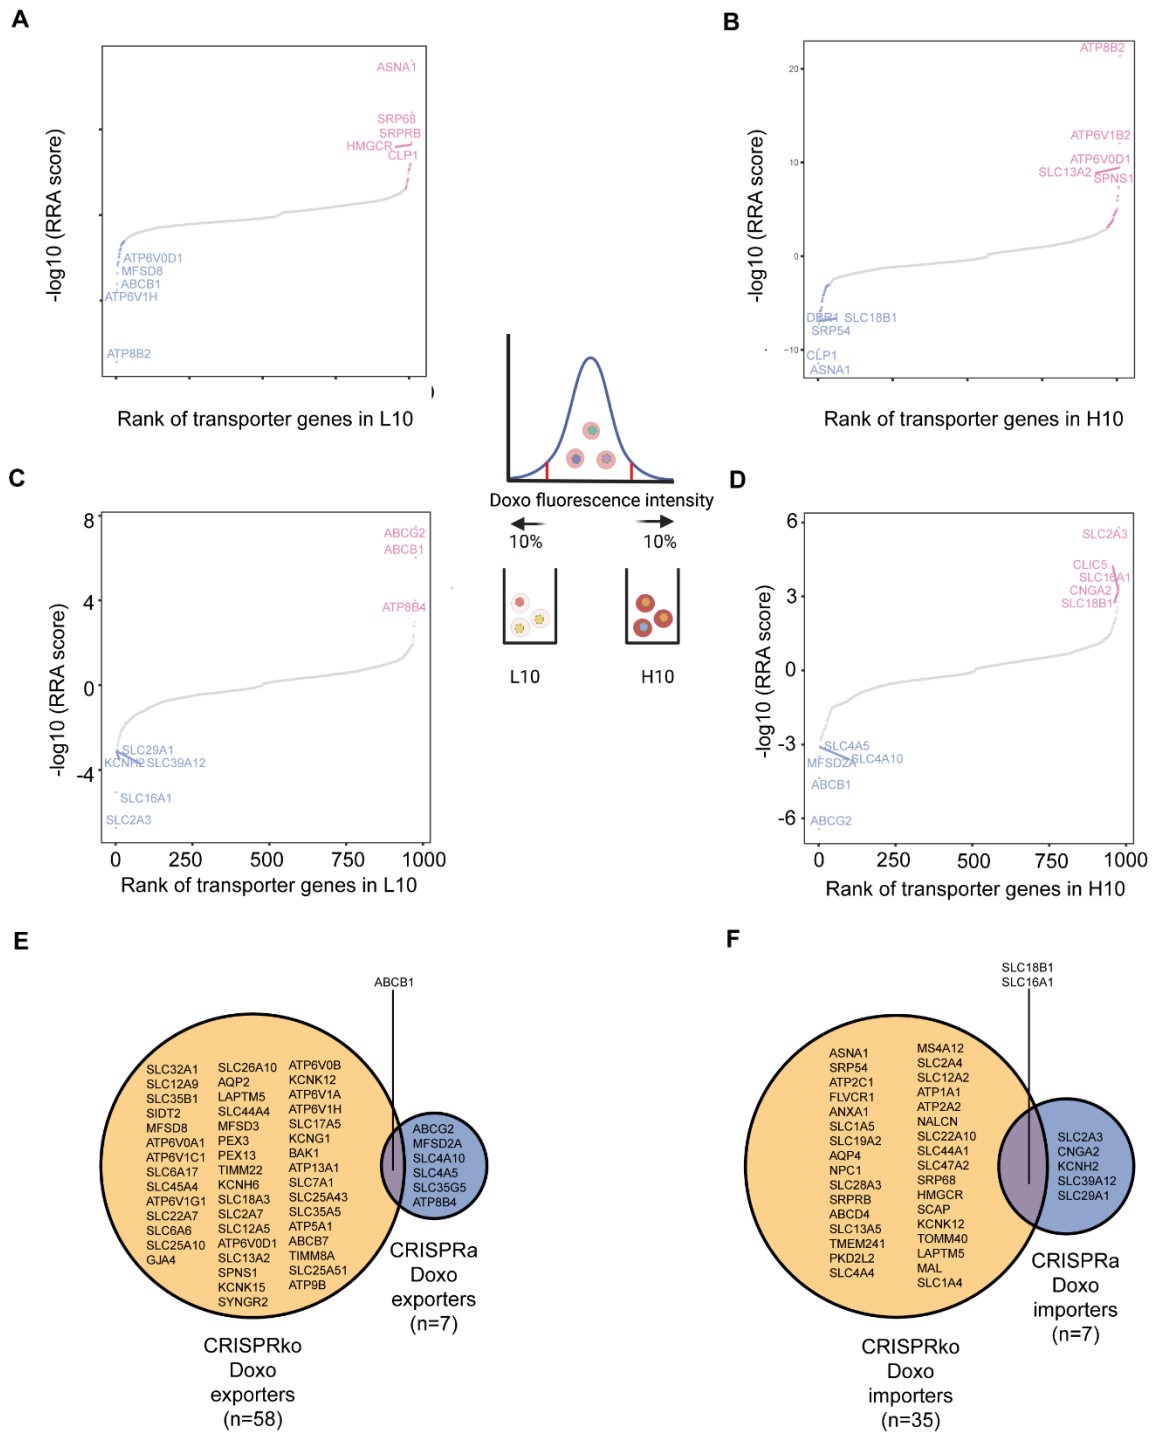 A
-log10 (RRA score)
ASNA1
SRP68
SRPRB
HMGCR
CLP1
ATP6V0D1
MFSD8
ABCB1
ATP6V1H
ATP8B2
Rank of transporter genes in L10
B
-log10 (RRA score)
20
10
0
-10
ATP8B2
ATP6V1B2
ATP6V0D1
SLC13A2
SPNS1
SLC18B1
SRP54
CLP1
ASNA1
Rank of transporter genes in H10
Doxo fluorescence intensity
10%
10%
L10
H10
C
-log10 (RRA score)
8
4
0
-4
ABCG2
ABCB1
ATP8B4
SLC29A1
KCNH2
SLC39A12
SLC16A1
SLC2A3
0
250
500
750
1000
Rank of transporter genes in L10
D
-log10 (RRA score)
6
3
0
-3
-6
SLC2A3
CLIC5
SLC16A1
CNGA2
SLC18B1
SLC4A5
SLC4A10
MFSD2A
ABCB1
ABCG2
0
250
500
750
1000
Rank of transporter genes in H10
E
ABCB1
SLC32A1
SLC12A9
SLC35B1
SIDT2
MFSD8
ATP6V0A1
ATP6V1C1
SLC6A17
SLC45A4
ATP6V1G1
SLC22A7
SLC6A6
SLC25A10
GJA4
SLC26A10
AQP2
LAPTM5
SLC44A4
MFSD3
PEX3
PEX13
TIMM22
KCNH6
SLC18A3
SLC2A7
SLC12A5
ATP6V0D1
SLC13A2
SPNS1
KCNK15
SYNGR2
ATP6V0B
KCNK12
ATP6V1A
ATP6V1H
SLC17A5
KCNG1
BAK1
ATP13A1
SLC7A1
SLC25A43
SLC35A5
ATP5A1
ABCB7
TIMM8A
SLC25A51
ATP9B
ABCG2
MFSD2A
SLC4A10
SLC4A5
SLC35G5
ATP8B4
CRISPRa
Doxo
exporters
(n=7)
CRISPRko
Doxo
exporters
(n=58)
F
SLC18B1
SLC16A1
ASNA1
SRP54
ATP2C1
FLVCR1
ANXA1
SLC1A5
SLC19A2
AQP4
NPC1
SLC28A3
SRPRB
ABCD4
SLC13A5
TMEM241
PKD2L2
SLC4A4
MS4A12
SLC2A4
SLC12A2
ATP1A1
ATP2A2
NALCN
SLC22A10
SLC44A1
SLC47A2
SRP68
HMGCR
SCAP
KCNK12
TOMM40
LAPTM5
MAL
SLC1A4
SLC2A3
CNGA2
KCNH2
SLC39A12
SLC29A1
CRISPRa
Doxo
importers
(n=7)
CRISPRko
Doxo
importers
(n=35)